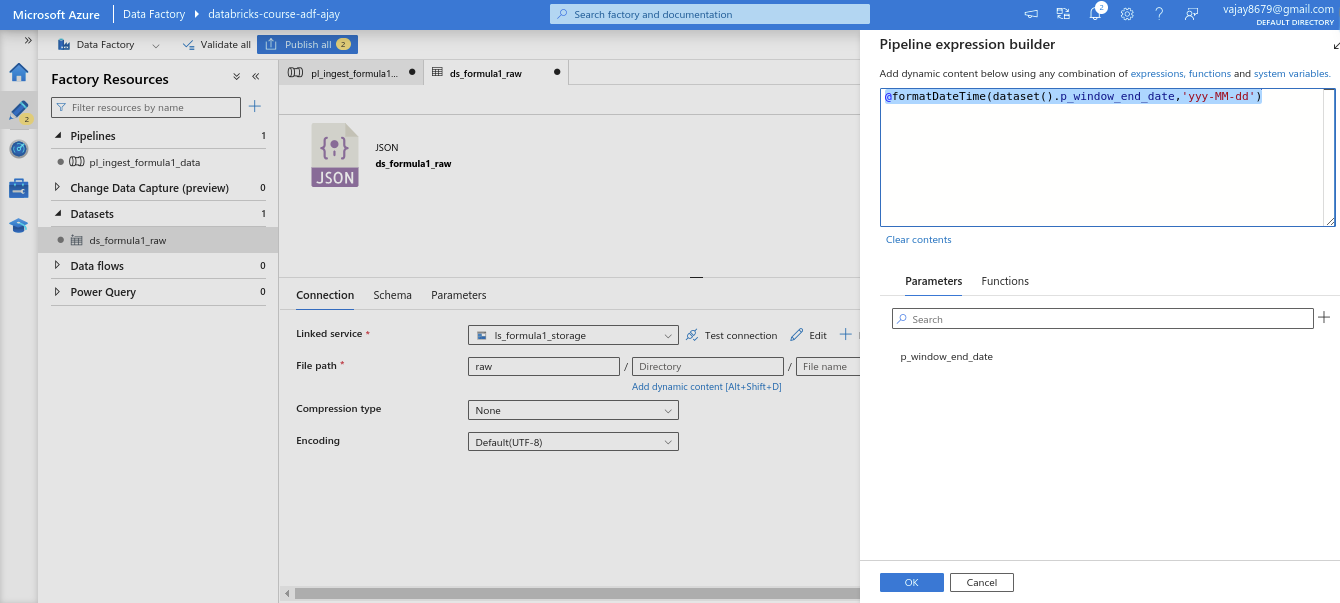 Microsoft Azure Data Factory databricks-course-adf-ajay Search factory and documentation 2 vajay8679@gmail.com
DEFAULT DIRECTORY
» Data Factory Validate all Publish all 2
Factory Resources «
Filter resources by name
2
Pipelines 1
pl_ingest_formula1_data
Change Data Capture (preview) 0
Datasets 1
ds_formula1_raw
Data flows 0
Power Query 0
pl_ingest_formula1... ds_formula1_raw
{•}
JSON
JSON
ds_formula1_raw
Connection Schema Parameters
Linked service * ls_formula1_storage Test connection Edit
File path * raw / Directory / File name
Add dynamic content [Alt+Shift+D]
Compression type None
Encoding Default(UTF-8)
Pipeline expression builder
Add dynamic content below using any combination of expressions, functions and system variables.
@formatDateTime(dataset().p_window_end_date,'yyy-MM-dd')
Clear contents
Parameters Functions
Search
p_window_end_date
OK Cancel